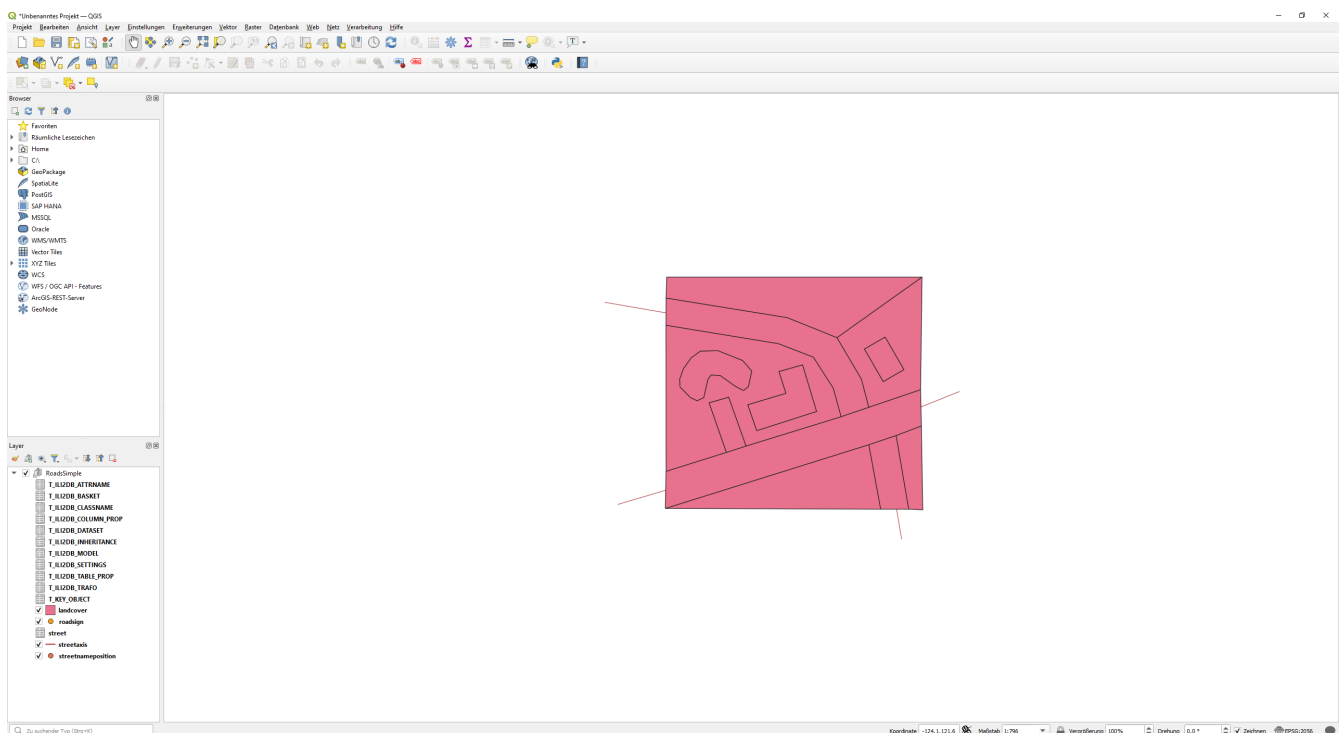 *Unbenanntes Projekt — QGIS
Projekt Bearbeiten Ansicht Layer Einstellungen Erweiterungen Vektor Raster Datenbank Web Netz Verarbeitung Hilfe
Browser
Favoriten
Räumliche Lesezeichen
Home
C:\
GeoPackage
SpatiaLite
PostGIS
SAP HANA
MSSQL
Oracle
WMS/WMTS
Vector Tiles
XYZ Tiles
WCS
WFS / OGC API - Features
ArcGIS-REST-Server
GeoNode
Layer
RoadsSimple
T_ILI2DB_ATTRNAME
T_ILI2DB_BASKET
T_ILI2DB_CLASSNAME
T_ILI2DB_COLUMN_PROP
T_ILI2DB_DATASET
T_ILI2DB_INHERITANCE
T_ILI2DB_MODEL
T_ILI2DB_SETTINGS
T_ILI2DB_TABLE_PROP
T_ILI2DB_TRAFO
T_KEY_OBJECT
landcover
roadsign
street
streetaxis
streetnameposition
Zu suchender Typ (Strg+K)
Koordinate -124.1,121.6 Maßstab 1:796 Vergrößerung 100% Drehung 0,0 ° Zeichnen EPSG:2056